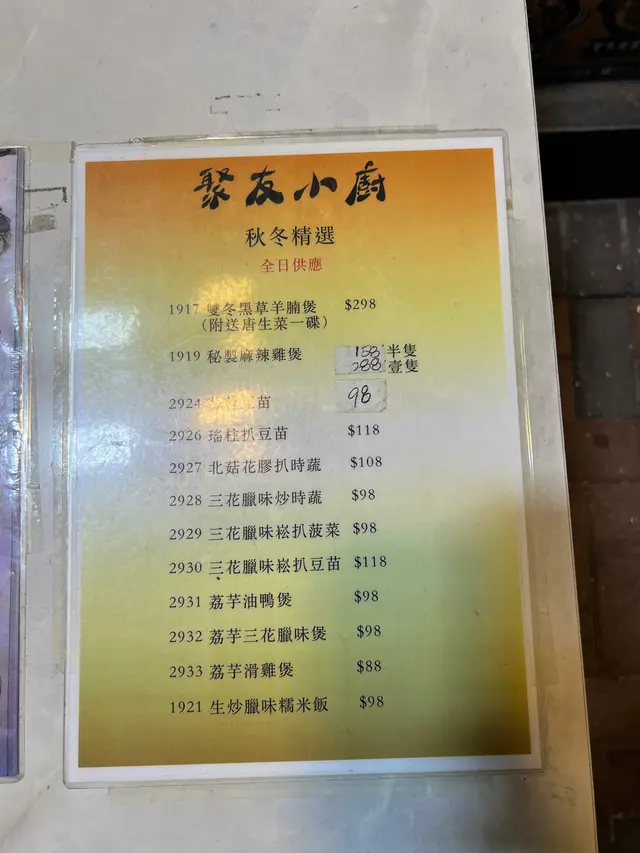 聚友小廚
秋冬精選
全日供應
1917 雙冬黑草羊腩煲 $298
（附送唐生菜一碟）
1919 秘製麻辣雞煲 158 半隻
288 壹隻
2924 豆苗 98
2926 瑤柱扒豆苗 $118
2927 北菇花膠扒時蔬 $108
2928 三花臘味炒時蔬 $98
2929 三花臘味崧扒菠菜 $98
2930 三花臘味崧扒豆苗 $118
2931 荔芋油鴨煲 $98
2932 荔芋三花臘味煲 $98
2933 荔芋滑雞煲 $88
1921 生炒臘味糯米飯 $98